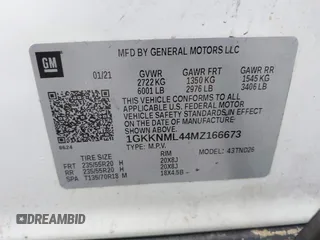 GM
MFD BY GENERAL MOTORS LLC
01/21 GVWR GAWR FRT GAWR RR
2722 KG 1350 KG 1545 KG
6001 LB 2976 LB 3406 LB
THIS VEHICLE CONFORMS TO ALL APPLICABLE
U.S. FEDERAL MOTOR VEHICLE SAFETY
STANDARDS IN EFFECT ON THE DATE OF
MANUFACTURE SHOWN ABOVE.
1GKKNML44MZ166673
TYPE: M.P.V.
TIRE SIZE RIM
FRT 235/55R20 H 20X8J
RR 235/55R20 H 20X8J
SPA T135/70R18 18X4.5B
AutoBidCar.com